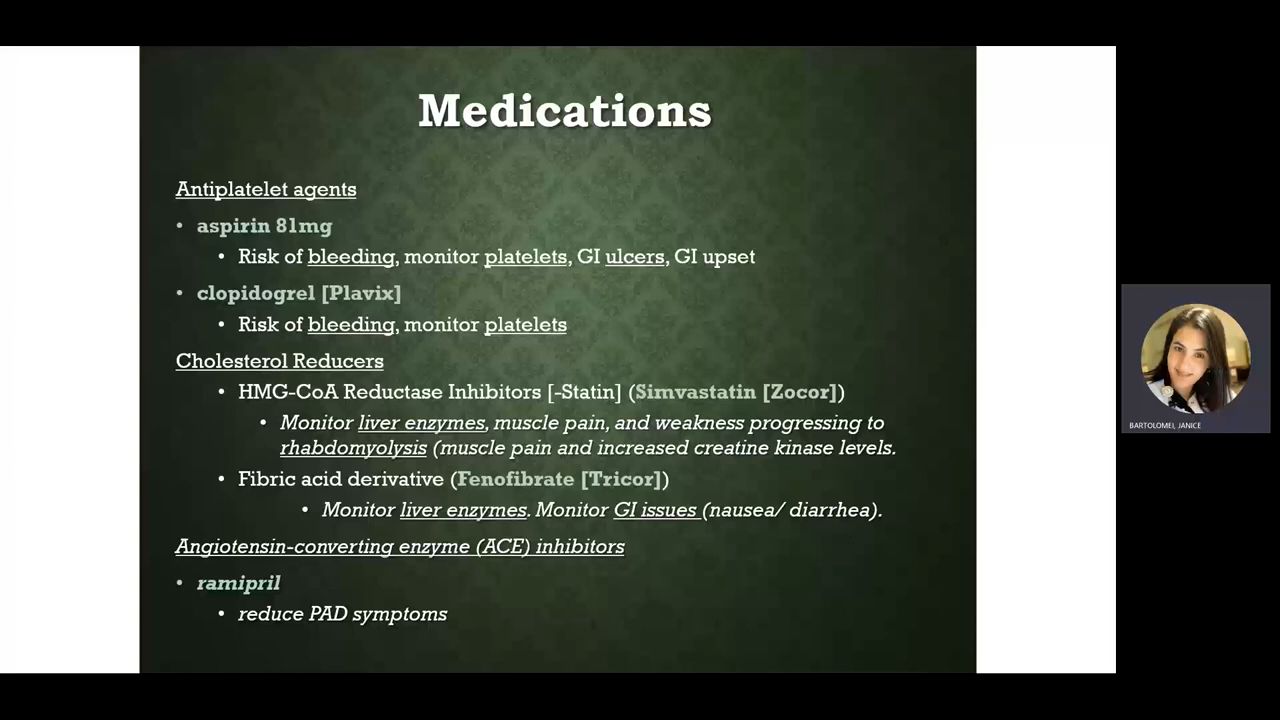 Medications
Antiplatelet agents
• aspirin 81mg
• Risk of bleeding, monitor platelets, GI ulcers, GI upset
• clopidogrel [Plavix]
• Risk of bleeding, monitor platelets
Cholesterol Reducers
• HMG-CoA Reductase Inhibitors [-Statin] (Simvastatin [Zocor])
• Monitor liver enzymes, muscle pain, and weakness progressing to
rhabdomyolysis (muscle pain and increased creatine kinase levels.
• Fibric acid derivative (Fenofibrate [Tricor])
• Monitor liver enzymes. Monitor GI issues (nausea/ diarrhea).
Angiotensin-converting enzyme (ACE) inhibitors
• ramipril
• reduce PAD symptoms
BARTOLOMEI, JANICE